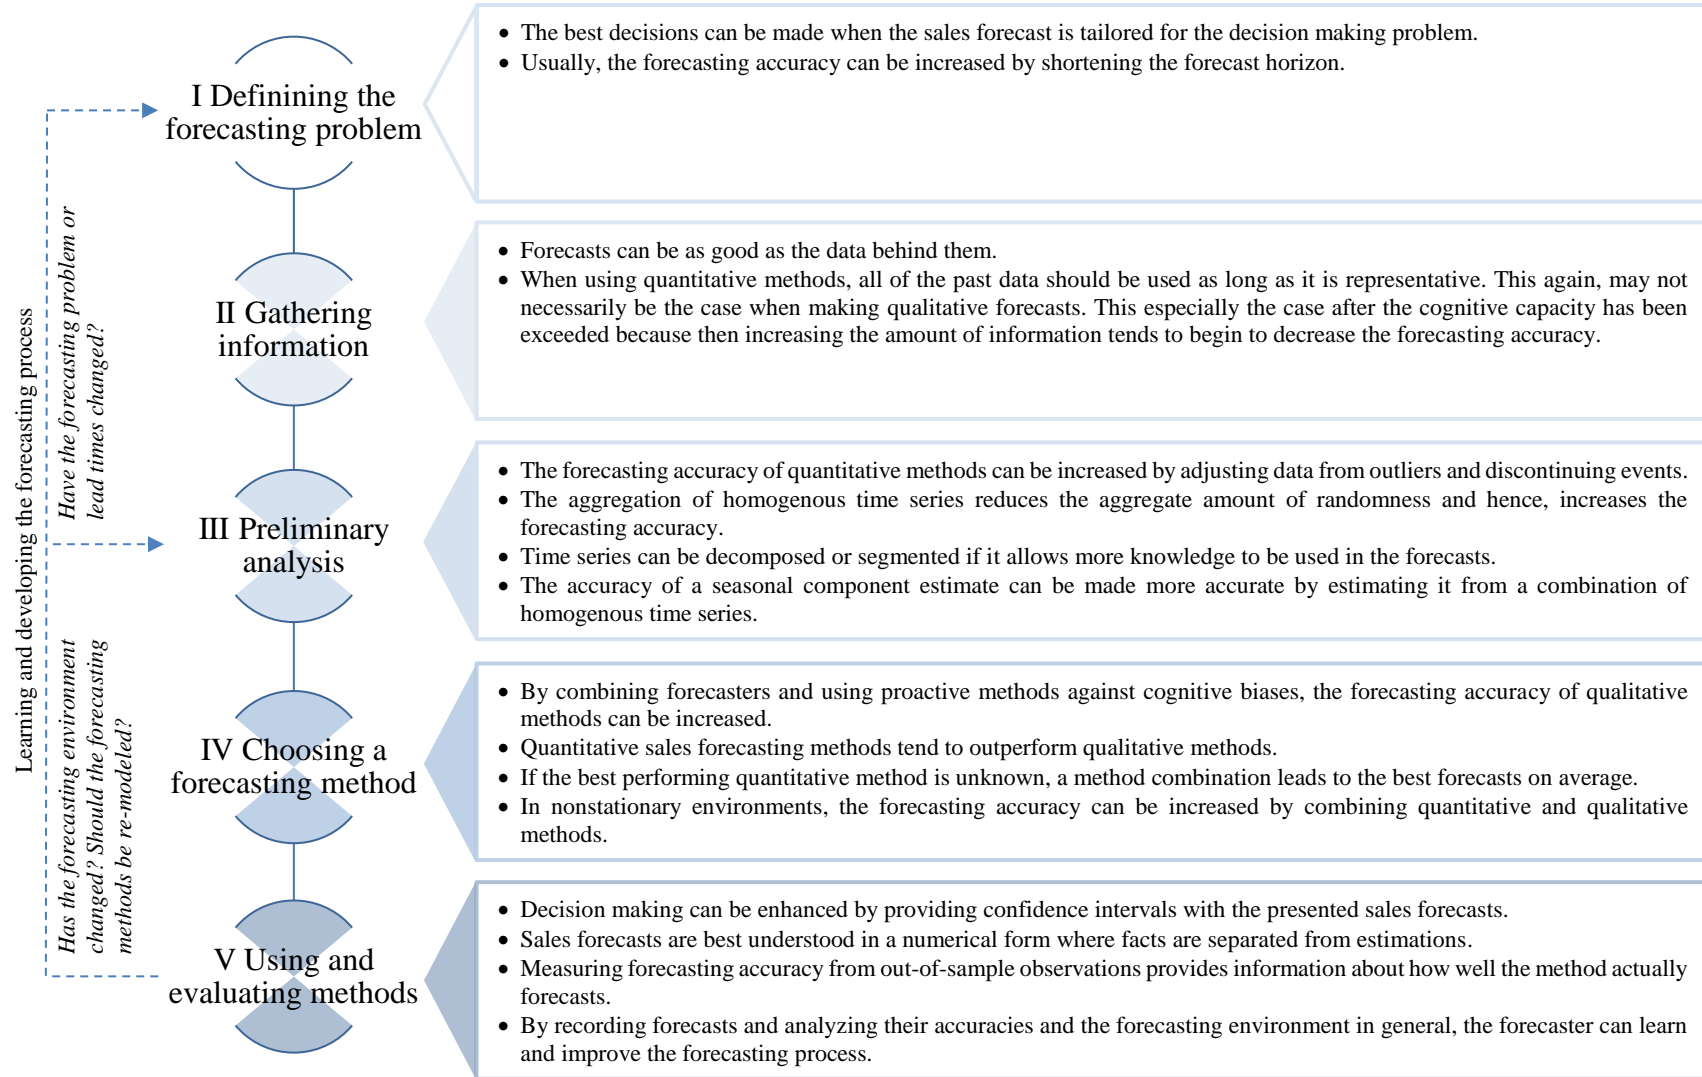 I Definining the
forecasting problem
• The best decisions can be made when the sales forecast is tailored for the decision making problem.
• Usually, the forecasting accuracy can be increased by shortening the forecast horizon.
II Gathering
information
• Forecasts can be as good as the data behind them.
• When using quantitative methods, all of the past data should be used as long as it is representative. This again, may not
necessarily be the case when making qualitative forecasts. This especially the case after the cognitive capacity has been
exceeded because then increasing the amount of information tends to begin to decrease the forecasting accuracy.
III Preliminary
analysis
• The forecasting accuracy of quantitative methods can be increased by adjusting data from outliers and discontinuing events.
• The aggregation of homogenous time series reduces the aggregate amount of randomness and hence, increases the
forecasting accuracy.
• Time series can be decomposed or segmented if it allows more knowledge to be used in the forecasts.
• The accuracy of a seasonal component estimate can be made more accurate by estimating it from a combination of
homogenous time series.
IV Choosing a
forecasting method
• By combining forecasters and using proactive methods against cognitive biases, the forecasting accuracy of qualitative
methods can be increased.
• Quantitative sales forecasting methods tend to outperform qualitative methods.
• If the best performing quantitative method is unknown, a method combination leads to the best forecasts on average.
• In nonstationary environments, the forecasting accuracy can be increased by combining quantitative and qualitative
methods.
V Using and
evaluating methods
• Decision making can be enhanced by providing confidence intervals with the presented sales forecasts.
• Sales forecasts are best understood in a numerical form where facts are separated from estimations.
• Measuring forecasting accuracy from out-of-sample observations provides information about how well the method actually
forecasts.
• By recording forecasts and analyzing their accuracies and the forecasting environment in general, the forecaster can learn
and improve the forecasting process.
Learning and developing the forecasting process
Have the forecasting problem or
lead times changed?
Has the forecasting environment
changed? Should the forecasting
methods be re-modeled?